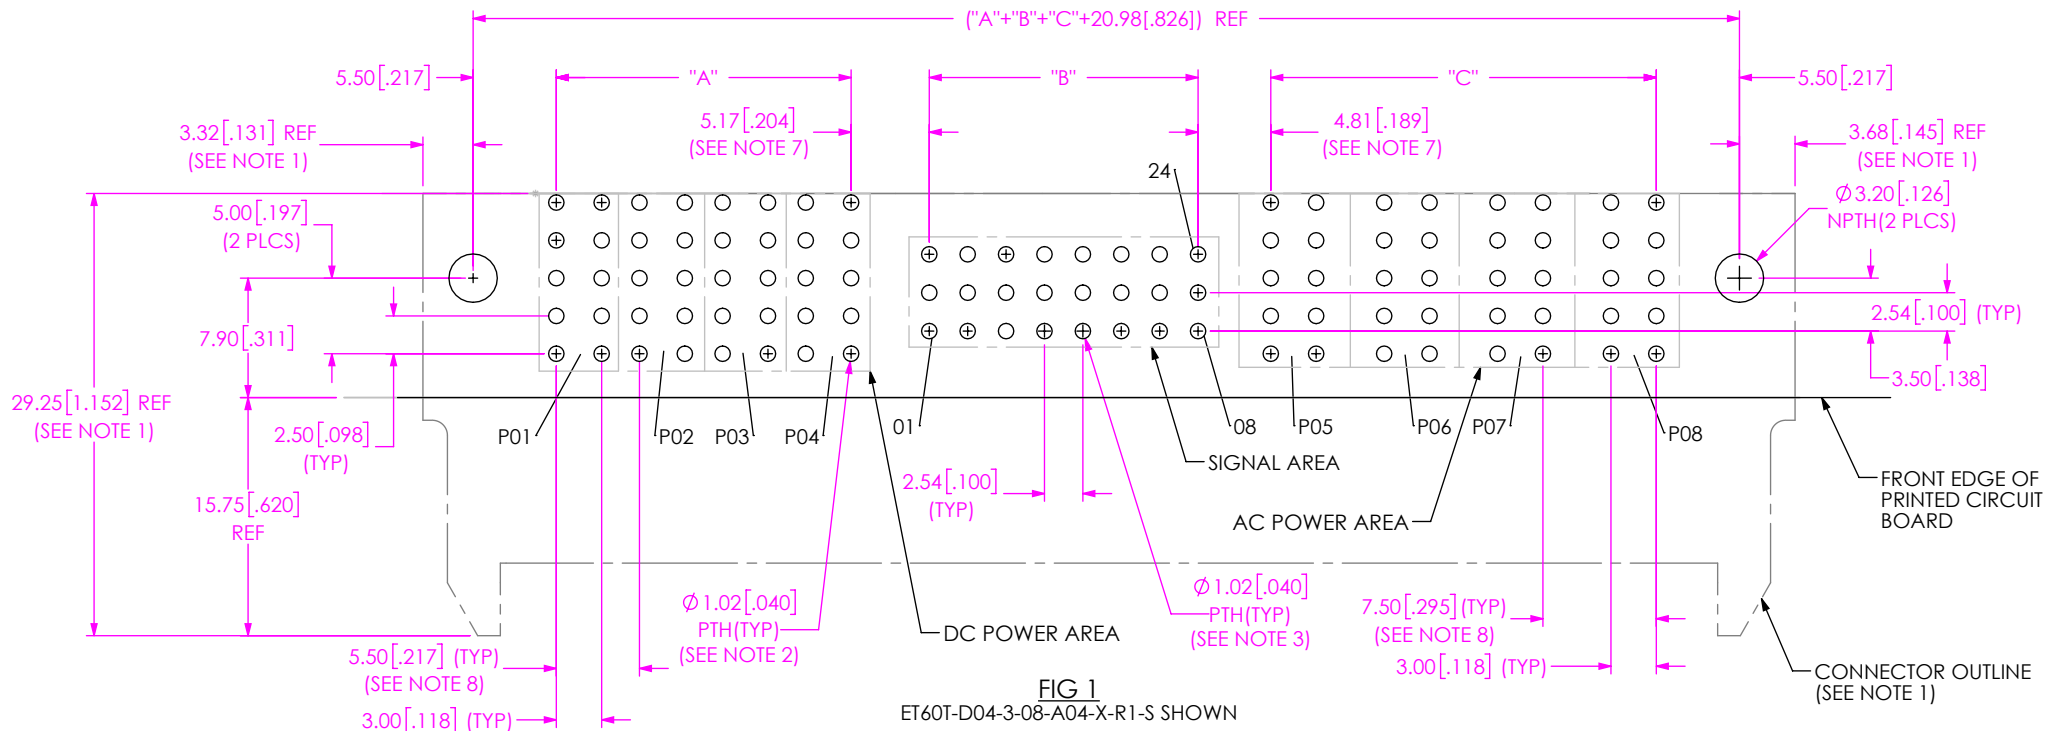 ("A"+"B"+"C"+20.98[.826]) REF
5.50[.217]
"A"
"B"
"C"
5.50[.217]
3.32[.131] REF
(SEE NOTE 1)
5.17[.204]
(SEE NOTE 7)
4.81[.189]
(SEE NOTE 7)
3.68[.145] REF
(SEE NOTE 1)
24
5.00[.197]
(2 PLCS)
Ø3.20[.126]
NPTH(2 PLCS)
7.90[.311]
2.54[.100] (TYP)
3.50[.138]
29.25[1.152] REF
(SEE NOTE 1)
2.50[.098]
(TYP)
P01
P02
P03
P04
01
08
P05
P06
P07
P08
SIGNAL AREA
2.54[.100]
(TYP)
AC POWER AREA
FRONT EDGE OF
PRINTED CIRCUIT
BOARD
15.75[.620]
REF
Ø1.02[.040]
PTH(TYP)
(SEE NOTE 2)
DC POWER AREA
Ø1.02[.040]
PTH(TYP)
(SEE NOTE 3)
7.50[.295](TYP)
(SEE NOTE 8)
5.50[.217] (TYP)
(SEE NOTE 8)
3.00[.118] (TYP)
3.00[.118] (TYP)
CONNECTOR OUTLINE
(SEE NOTE 1)
FIG 1
ET60T-D04-3-08-A04-X-R1-S SHOWN